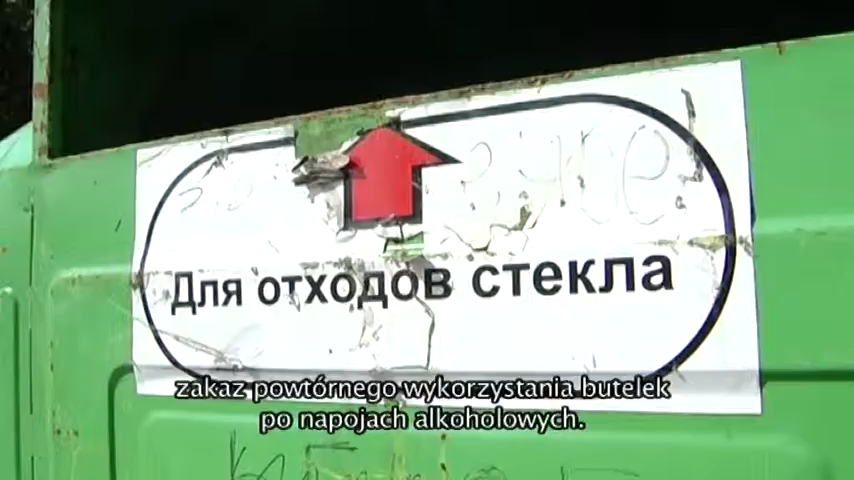 Для отходов стекла
zakaz powtórnego wykorzystania butelek
po napojach alkoholowych.